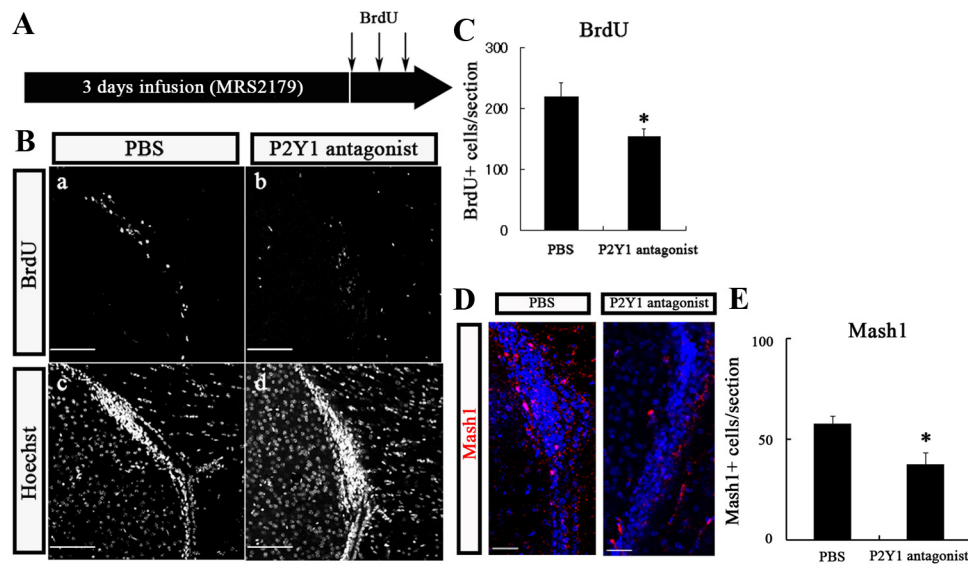 A
BrdU
3 days infusion (MRS2179)
B
PBS
P2Y1 antagonist
BrdU
a
b
Hoechst
c
d
C
BrdU
BrdU+ cells/section
300
200
100
0
*
PBS
P2Y1 antagonist
D
PBS
P2Y1 antagonist
Mash1
E
Mash1
Mash1+ cells/section
100
50
0
*
PBS
P2Y1 antagonist